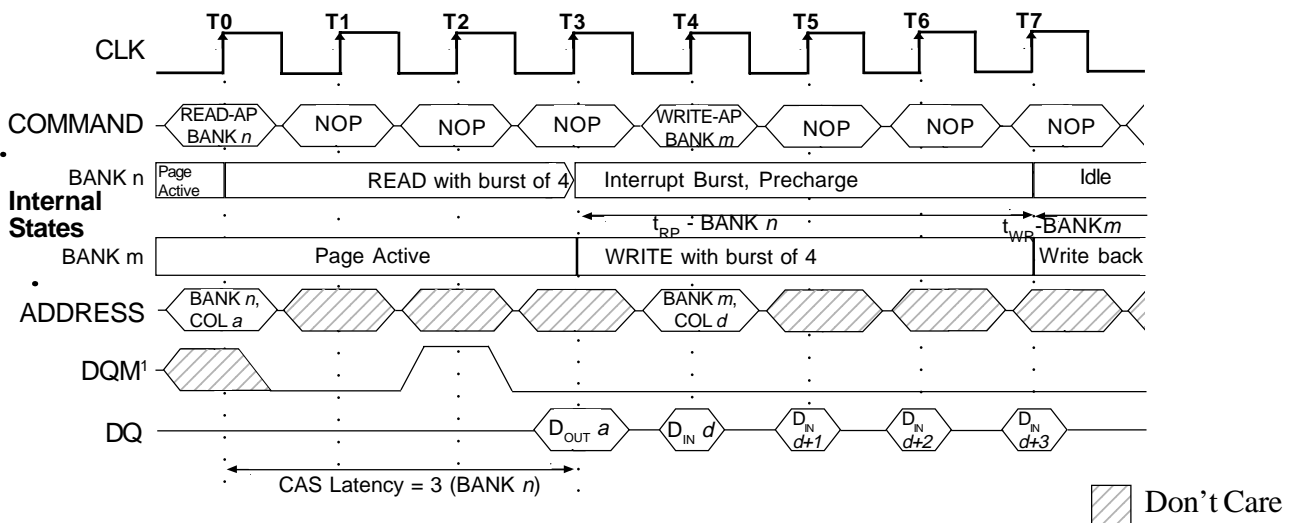 T0 T1 T2 T3 T4 T5 T6 T7
CLK
COMMAND
READ-AP
BANK n
NOP
NOP
NOP
WRITE-AP
BANK m
NOP
NOP
NOP
BANK n
Page
Active
READ with burst of 4
Interrupt Burst, Precharge
Idle
Internal
States
tRP - BANK n
tWR-BANK m
BANK m
Page Active
WRITE with burst of 4
Write back
ADDRESS
BANK n,
COL a
BANK m,
COL d
DQM¹
DQ
DOUT a
DIN d
DIN
d+1
DIN
d+2
DIN
d+3
CAS Latency = 3 (BANK n)
Don't Care